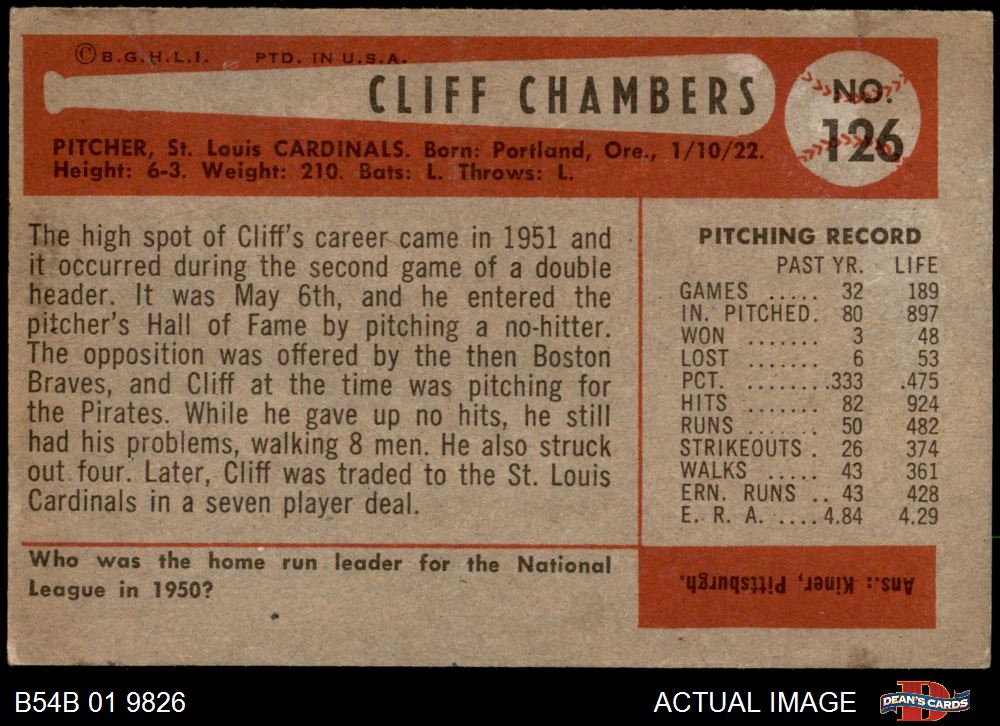 ©B.G.H.L.I. PTD. IN U.S.A.
CLIFF CHAMBERS
NO.
126
PITCHER, St. Louis CARDINALS. Born: Portland, Ore., 1/10/22.
Height: 6-3. Weight: 210. Bats: L. Throws: L.
The high spot of Cliff's career came in 1951 and
it occurred during the second game of a double
header. It was May 6th, and he entered the
pitcher's Hall of Fame by pitching a no-hitter.
The opposition was offered by the then Boston
Braves, and Cliff at the time was pitching for
the Pirates. While he gave up no hits, he still
had his problems, walking 8 men. He also struck
out four. Later, Cliff was traded to the St. Louis
Cardinals in a seven player deal.
PITCHING RECORD
PAST YR. LIFE
GAMES ..... 32 189
IN. PITCHED. 80 897
WON ....... 3 48
LOST ....... 6 53
PCT. ........ .333 .475
HITS ....... 82 924
RUNS ....... 50 482
STRIKEOUTS . 26 374
WALKS ..... 43 361
ERN. RUNS .. 43 428
E. R. A. .... 4.84 4.29
Who was the home run leader for the National
League in 1950?
Ans.: Kiner, Pittsburgh.
B54B 01 9826
ACTUAL IMAGE
D
DEAN'S CARDS